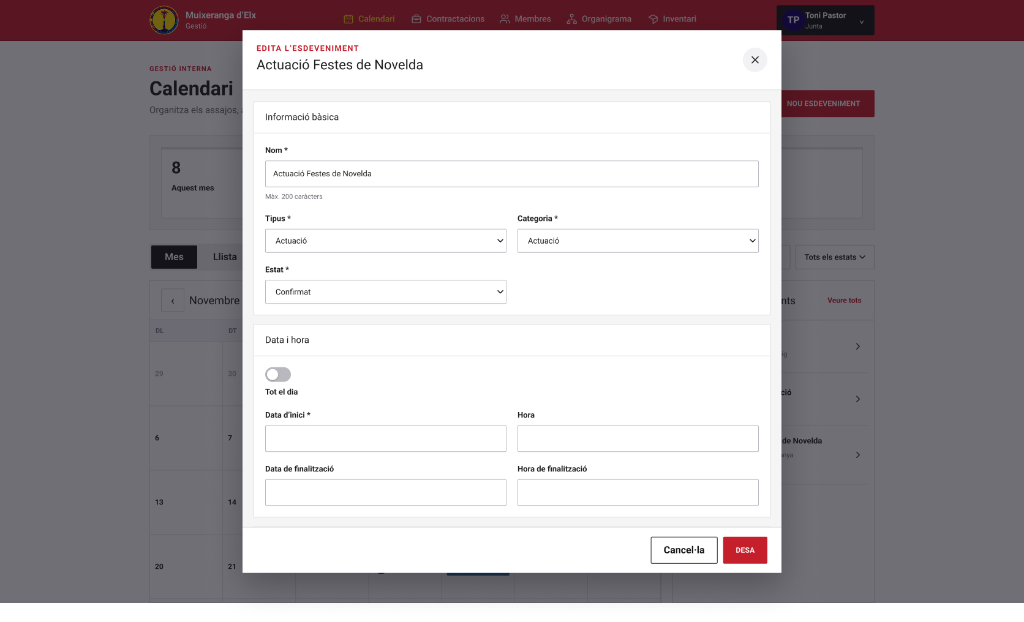 Muixeranga d'Elx
Gestió
Calendari
Contractacions
Membres
Organigrama
Inventari
TP
Toni Pastor
Junta
GESTIÓ INTERNA
Calendari
Organitza els assajos,
NOU ESDEVENIMENT
8
Aquest mes
Mes
Llista
Tots els estats
‹ Novembre
nts
Veure tots
DL
DT
29
30
6
7
13
14
20
21
ció
de Novelda
EDITA L'ESDEVENIMENT
Actuació Festes de Novelda
Informació bàsica
Nom *
Actuació Festes de Novelda
Màx. 200 caràcters
Tipus *
Categoria *
Actuació
Actuació
Estat *
Confirmat
Data i hora
Tot el dia
Data d'inici *
Hora
Data de finalització
Hora de finalització
Cancel·la
DESA